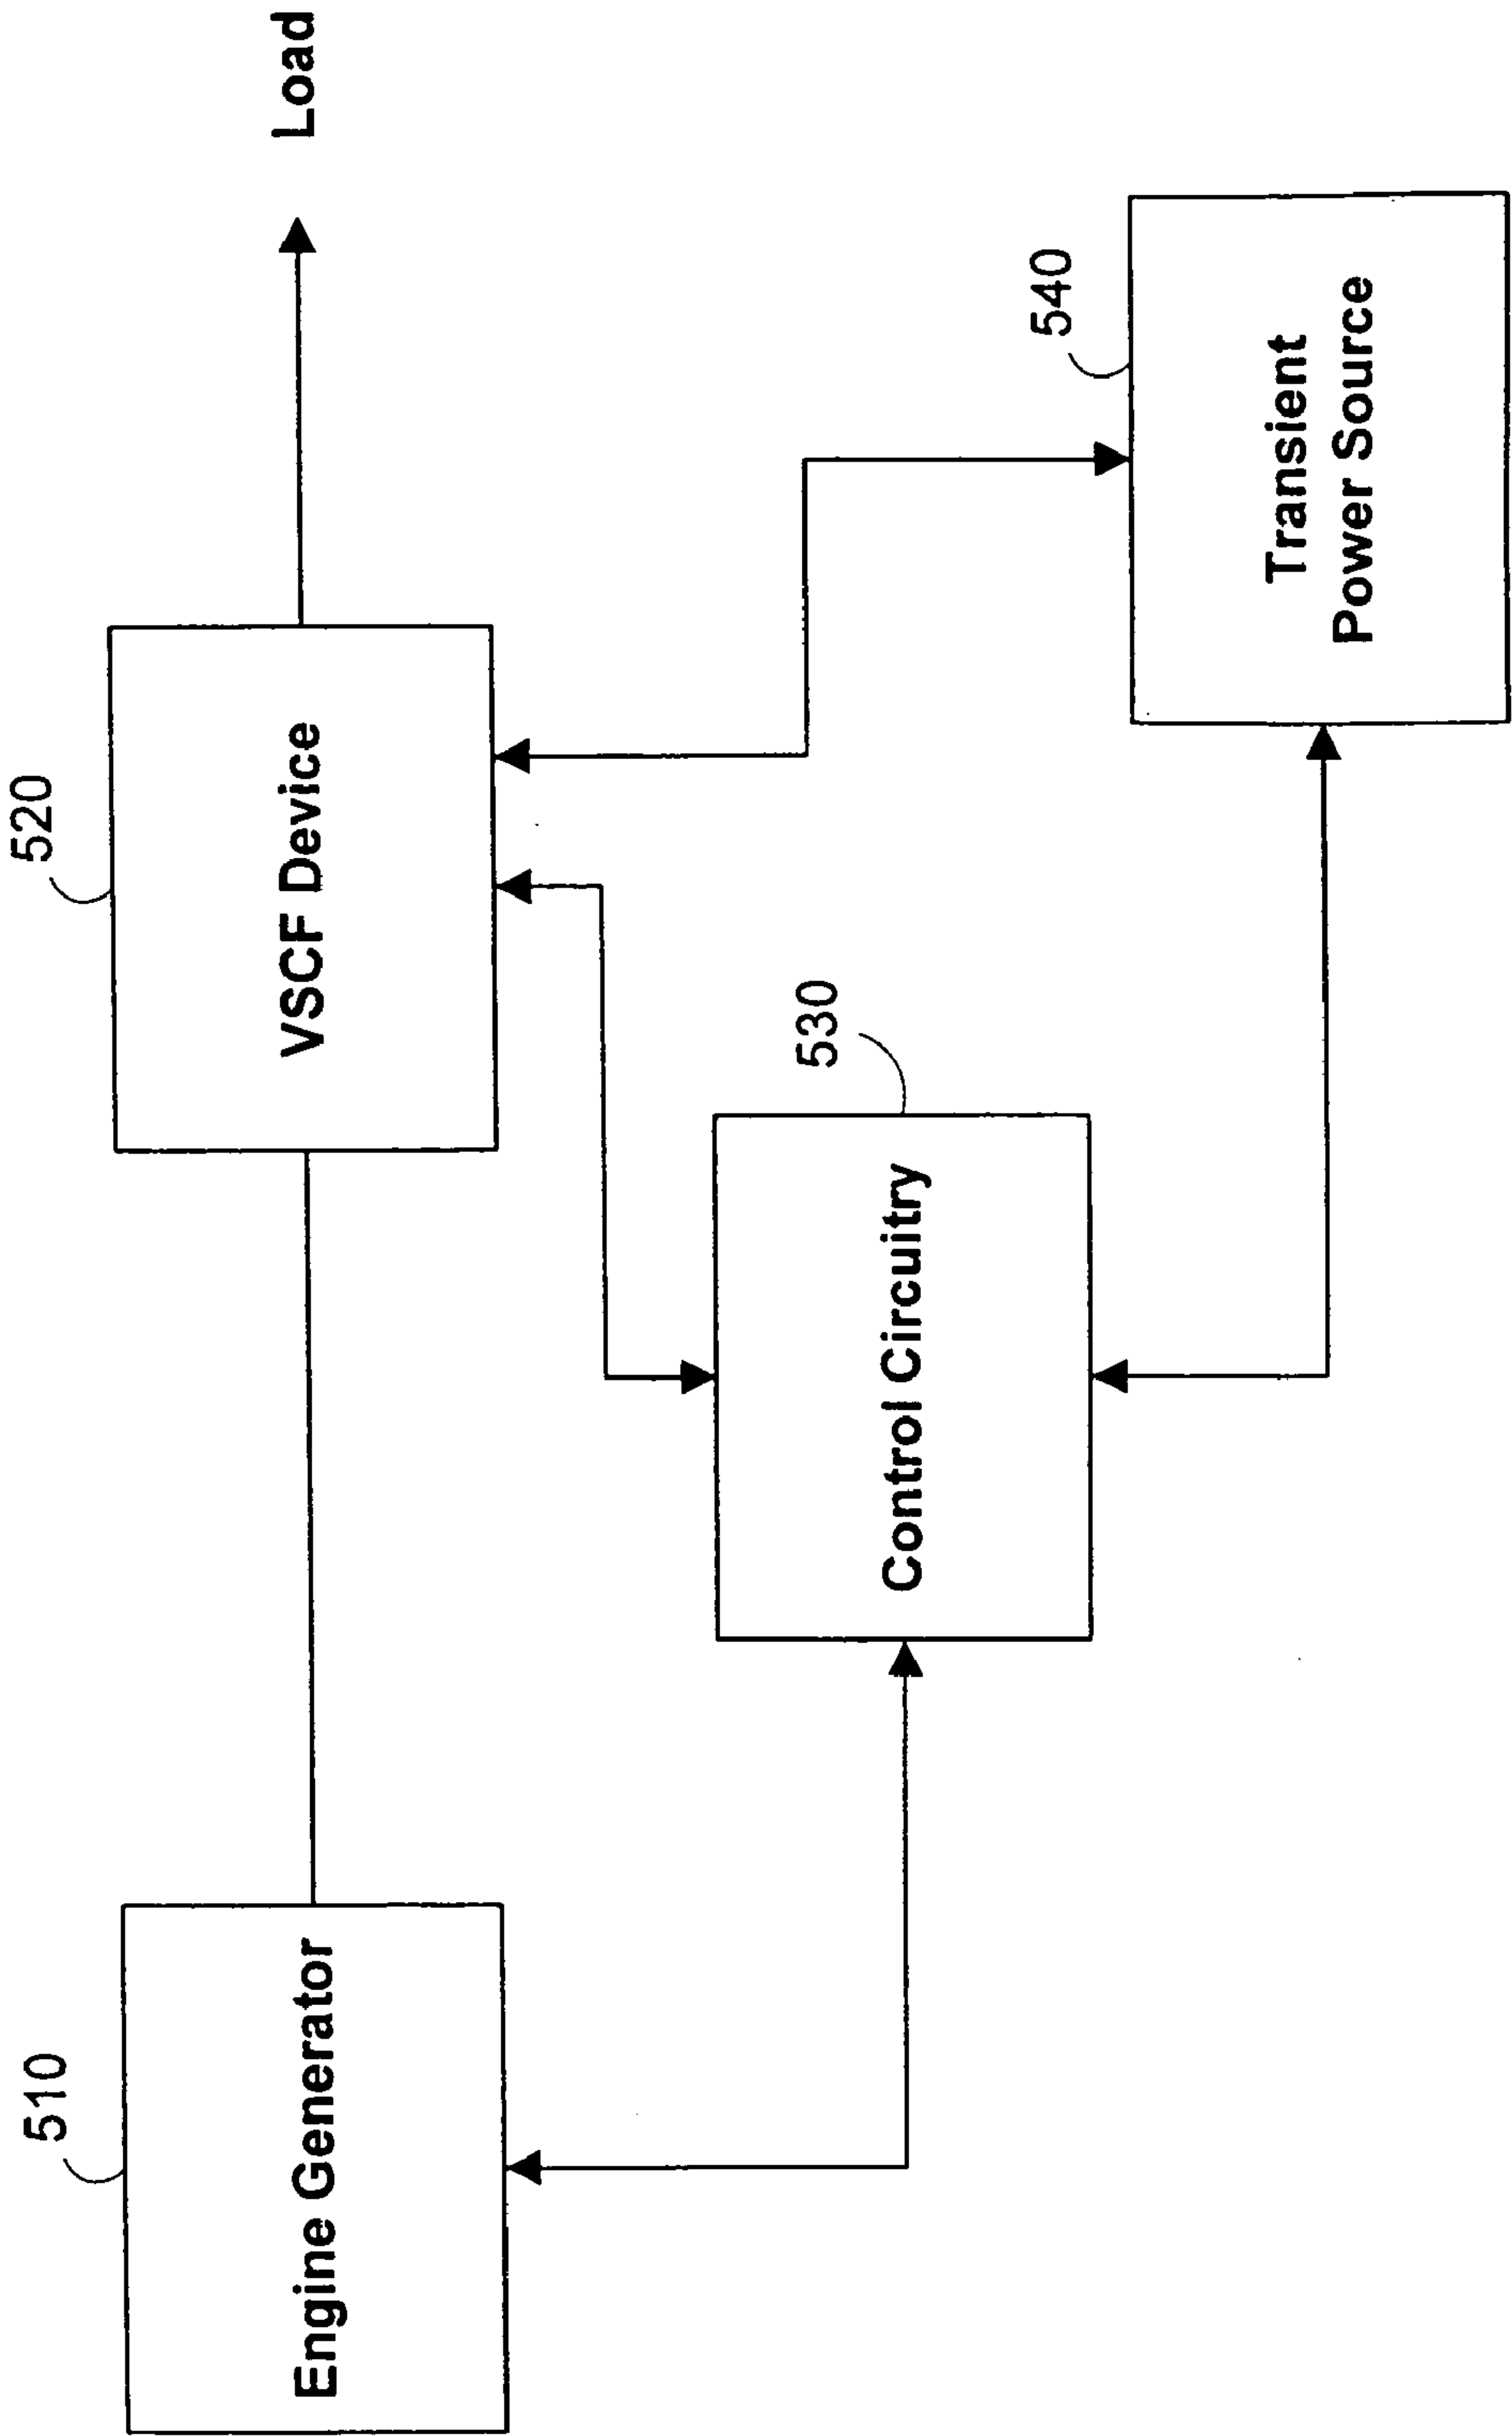 510
Engine Generator
520
VSCF Device
Load
530
Control Circuitry
540
Transient
Power Source